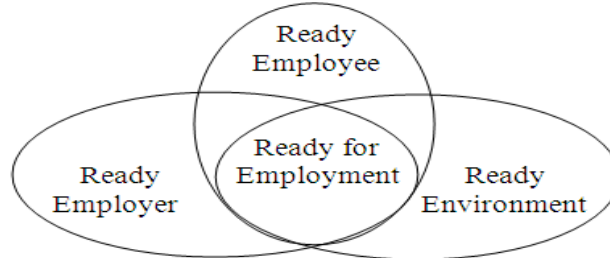 Ready
Employee
Ready for
Employment
Ready
Employer
Ready
Environment